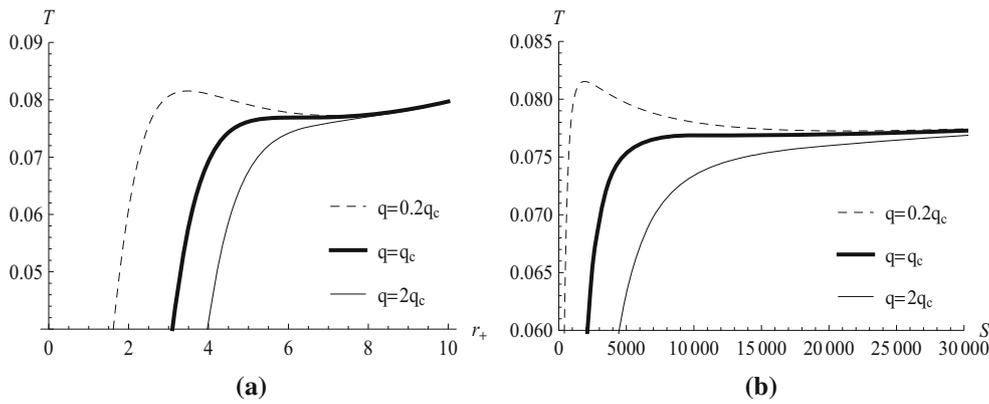 T
0.09
0.08
0.07
0.06
0.05
0 2 4 6 8 10 r₊
q=0.2q_c
q=q_c
q=2q_c
(a)
T
0.085
0.080
0.075
0.070
0.065
0.060
0 5000 10 000 15 000 20 000 25 000 30 000 S
q=0.2q_c
q=q_c
q=2q_c
(b)